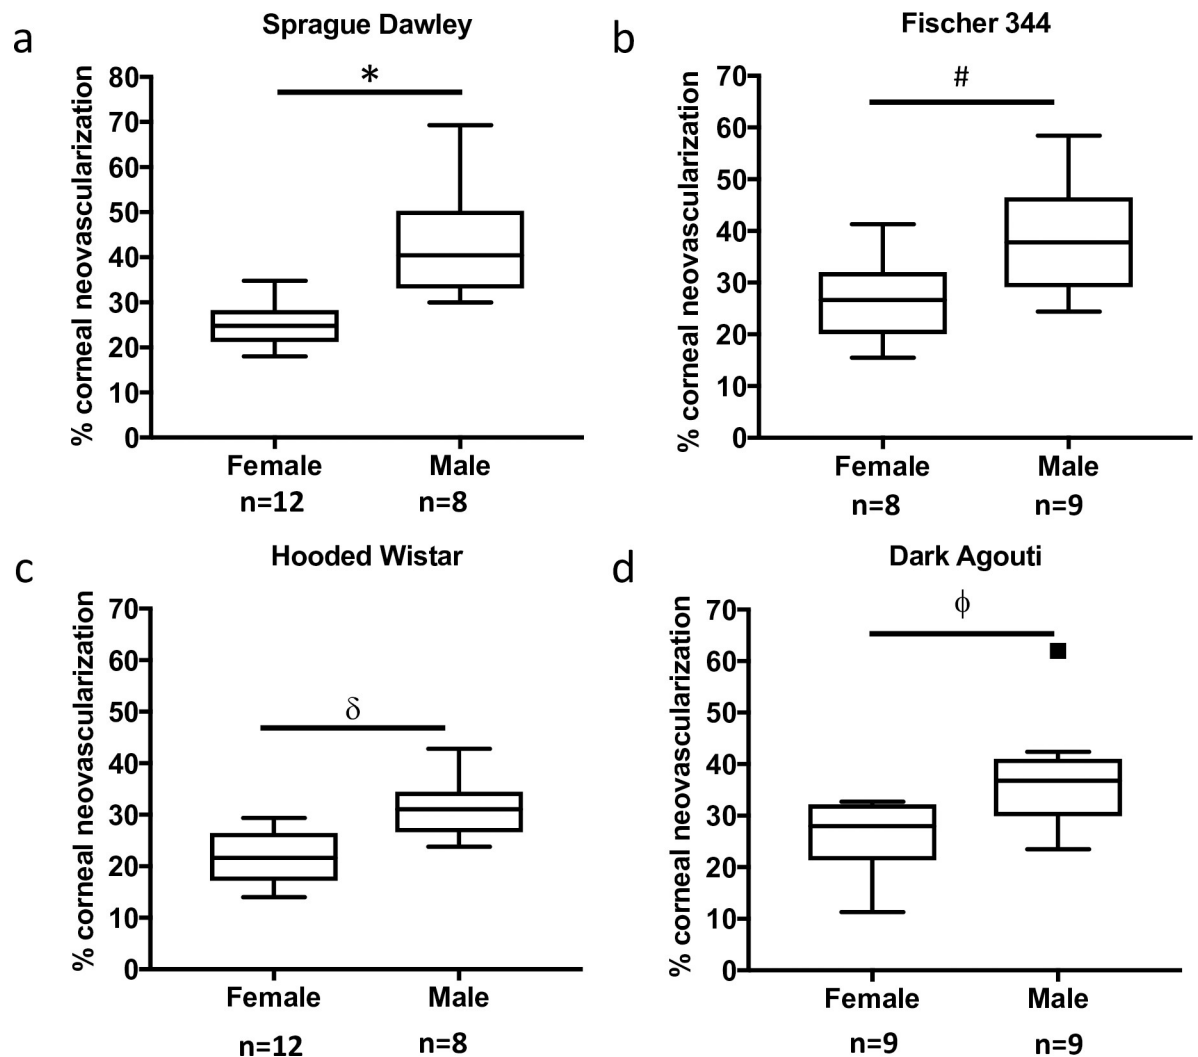 a
Sprague Dawley
% corneal neovascularization
80
70
60
50
40
30
20
10
0
*
Female
Male
n=12
n=8
b
Fischer 344
% corneal neovascularization
70
60
50
40
30
20
10
0
#
Female
Male
n=8
n=9
c
Hooded Wistar
% corneal neovascularization
70
60
50
40
30
20
10
0
δ
Female
Male
n=12
n=8
d
Dark Agouti
% corneal neovascularization
70
60
50
40
30
20
10
0
ϕ
Female
Male
n=9
n=9